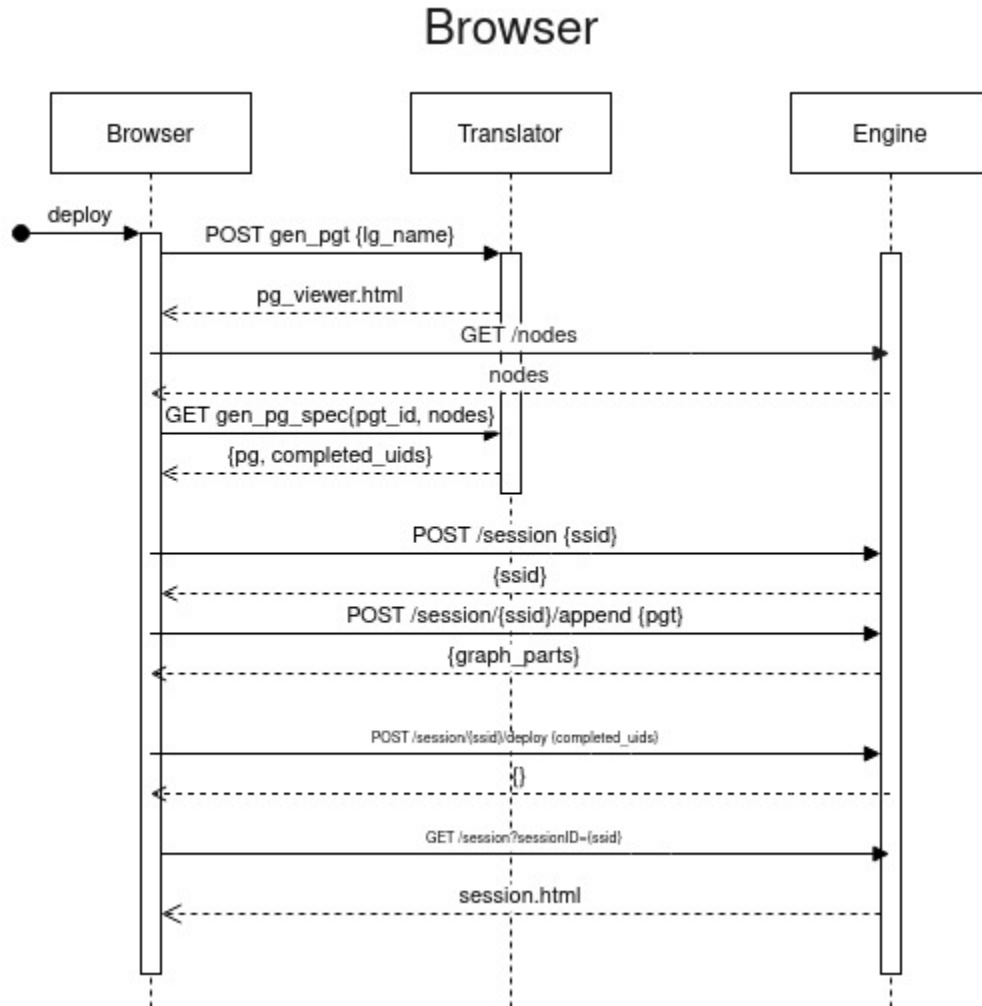 Browser
Browser
Translator
Engine
deploy
POST gen_pgt {lg_name}
pg_viewer.html
GET /nodes
nodes
GET gen_pg_spec{pgt_id, nodes}
{pg, completed_uids}
POST /session {ssid}
{ssid}
POST /session/{ssid}/append {pgt}
{graph_parts}
POST /session/{ssid}/deploy {completed_uids}
{}
GET /session?sessionID={ssid}
session.html